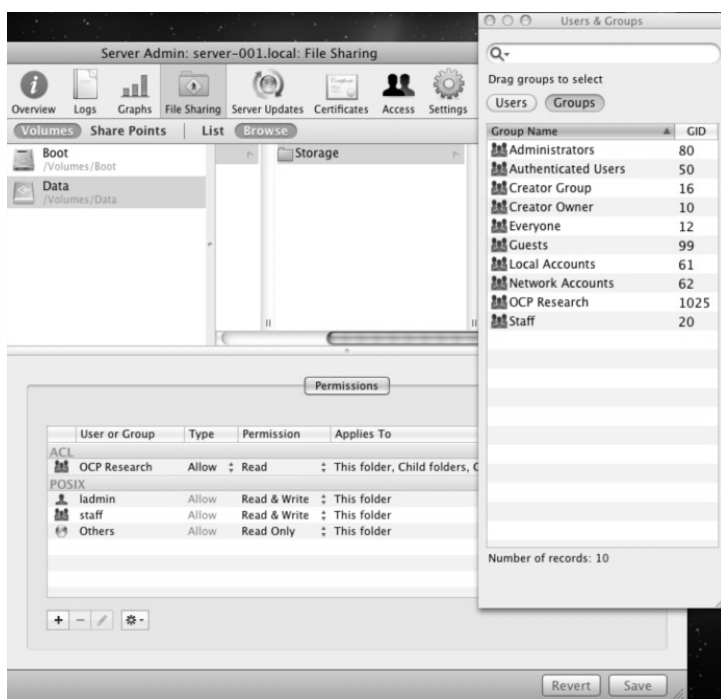 Server Admin: server-001.local: File Sharing
Overview Logs Graphs File Sharing Server Updates Certificates Access Settings
Volumes Share Points List Browse
Boot
/Volumes/Boot
Data
/Volumes/Data
Storage
Permissions
User or Group Type Permission Applies To
ACL
OCP Research Allow Read This folder, Child folders, C
POSIX
ladmin Allow Read & Write This folder
staff Allow Read & Write This folder
Others Allow Read Only This folder
Revert Save
Users & Groups
Drag groups to select
Users Groups
Group Name GID
Administrators 80
Authenticated Users 50
Creator Group 16
Creator Owner 10
Everyone 12
Guests 99
Local Accounts 61
Network Accounts 62
OCP Research 1025
Staff 20
Number of records: 10